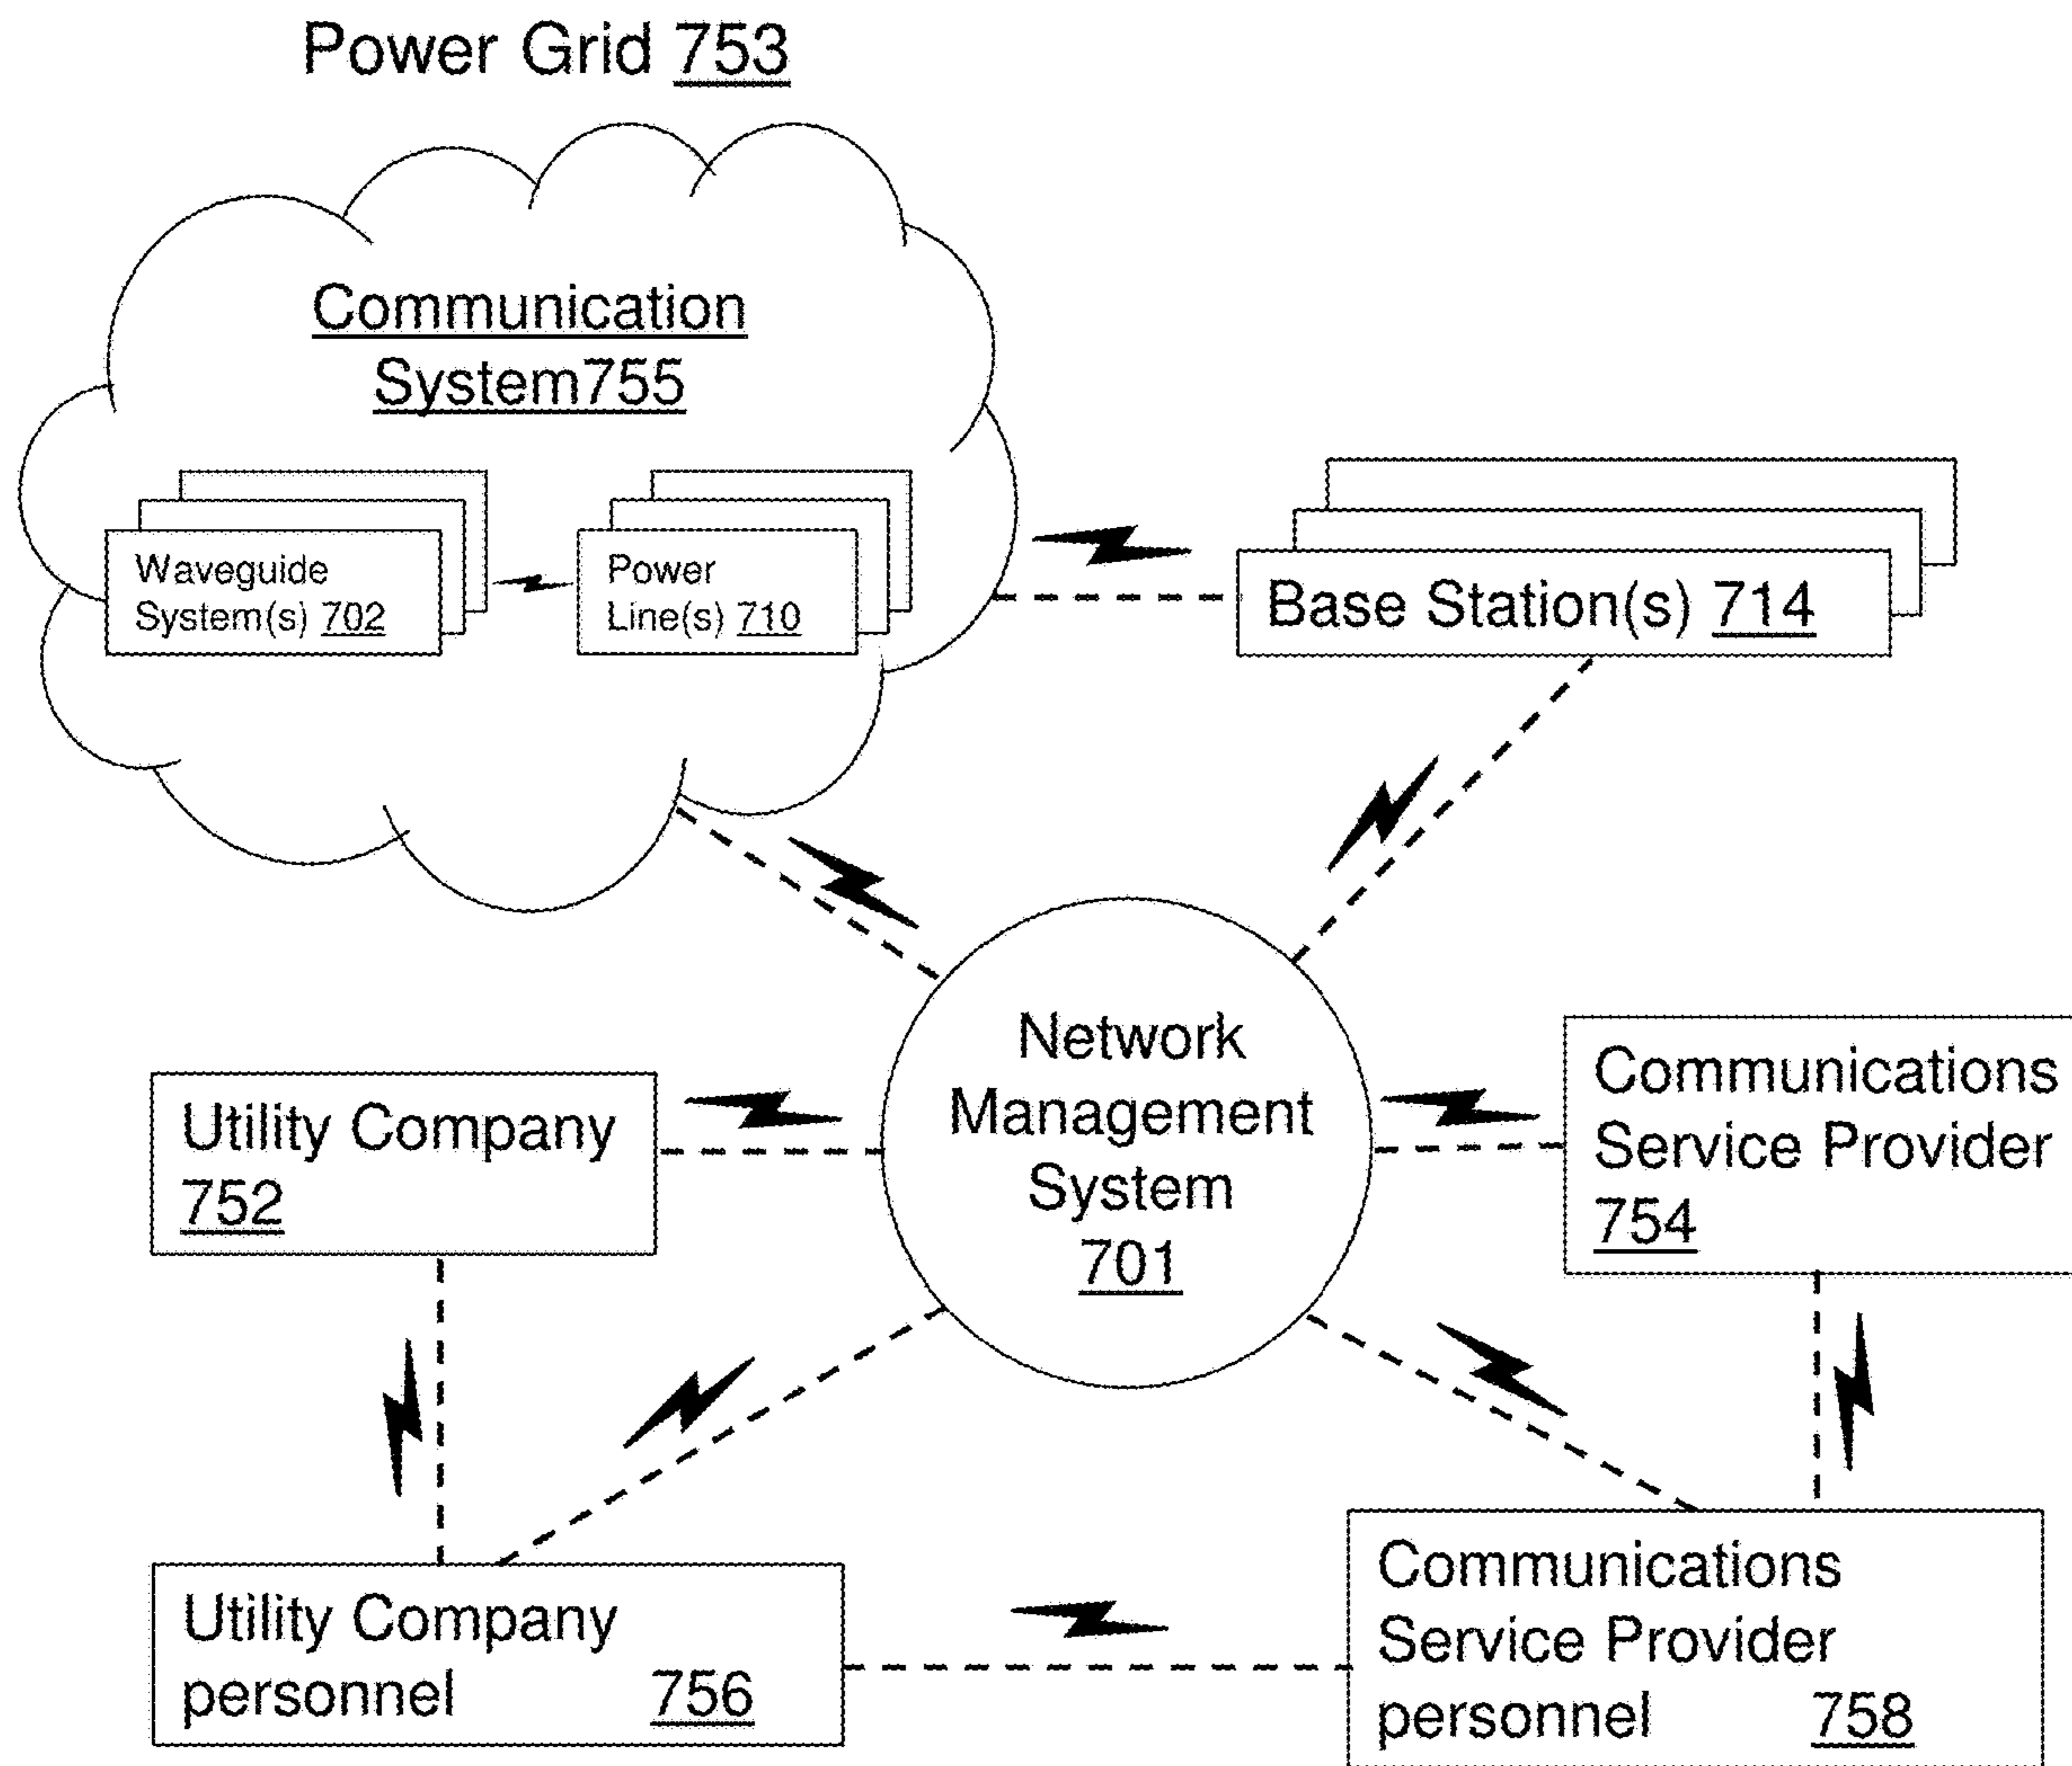 Power Grid 753
Communication
System755
Waveguide
System(s) 702
Power
Line(s) 710
Base Station(s) 714
Network
Management
System
701
Utility Company
752
Communications
Service Provider
754
Utility Company
personnel 756
Communications
Service Provider
personnel 758